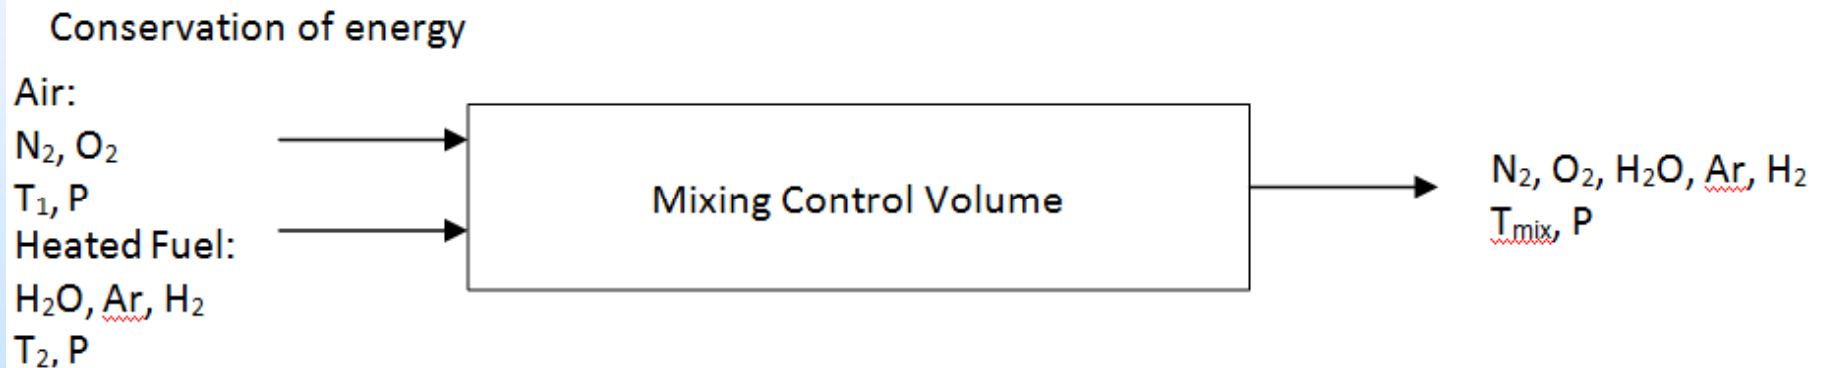 Conservation of energy
Air:
N₂, O₂
T₁, P
Heated Fuel:
H₂O, Ar, H₂
T₂, P
Mixing Control Volume
N₂, O₂, H₂O, Ar, H₂
Tmix, P